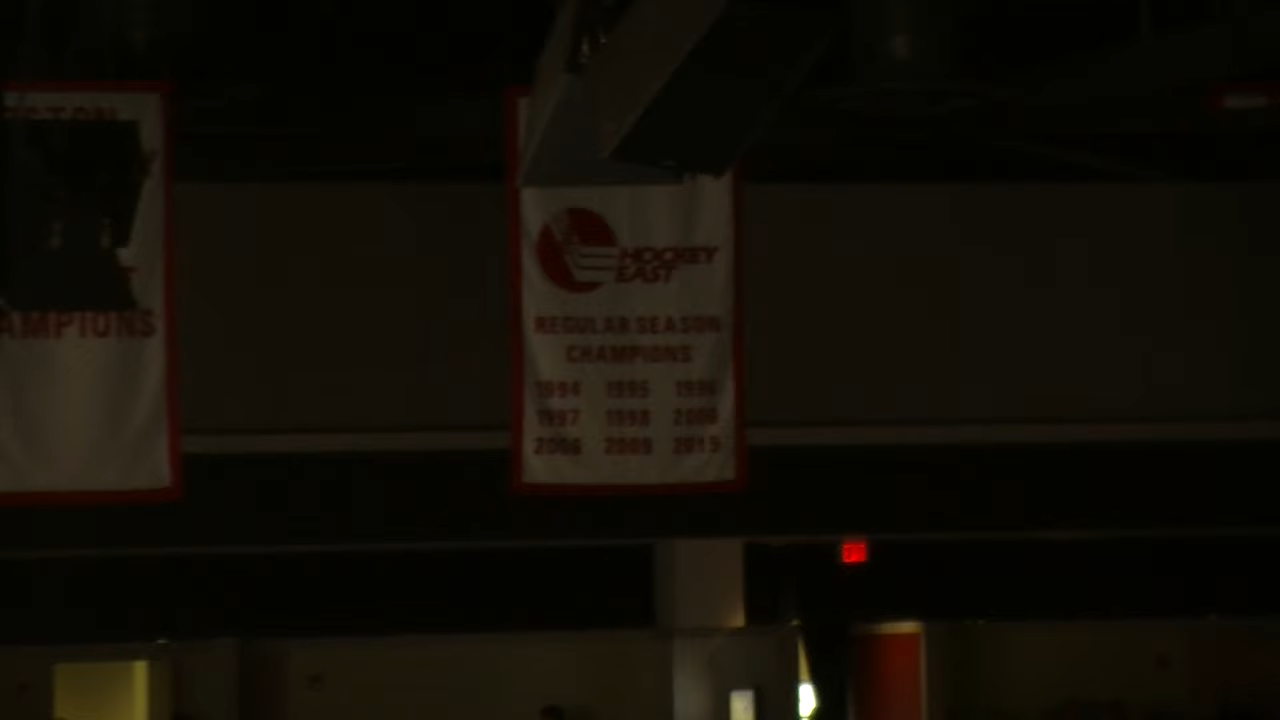 HOCKEY
EAST
REGULAR SEASON
CHAMPIONS
1994 1995 1996
1997 1998 2000
2006 2009 2015
AMPIONS